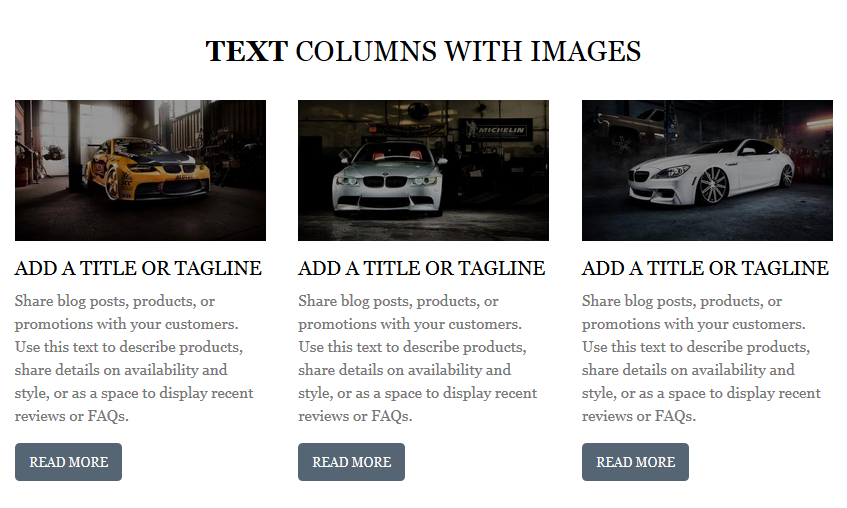 TEXT COLUMNS WITH IMAGES
MICHELIN
ADD A TITLE OR TAGLINE
Share blog posts, products, or
promotions with your customers.
Use this text to describe products,
share details on availability and
style, or as a space to display recent
reviews or FAQs.
READ MORE
ADD A TITLE OR TAGLINE
Share blog posts, products, or
promotions with your customers.
Use this text to describe products,
share details on availability and
style, or as a space to display recent
reviews or FAQs.
READ MORE
ADD A TITLE OR TAGLINE
Share blog posts, products, or
promotions with your customers.
Use this text to describe products,
share details on availability and
style, or as a space to display recent
reviews or FAQs.
READ MORE